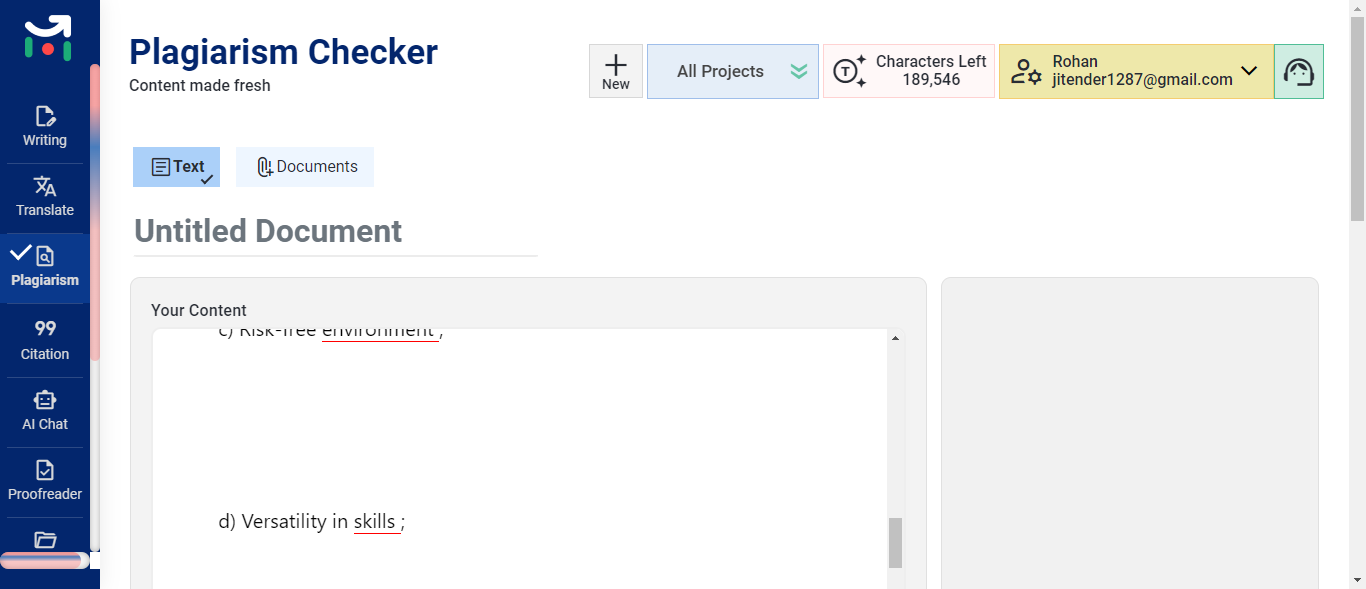 Plagiarism Checker
Content made fresh
New
All Projects
T
Characters Left
189,546
Rohan
jitender1287@gmail.com
Writing
Translate
Plagiarism
Citation
AI Chat
Proofreader
Text
Documents
Untitled Document
Your Content
c) Risk-free environment ;
d) Versatility in skills ;